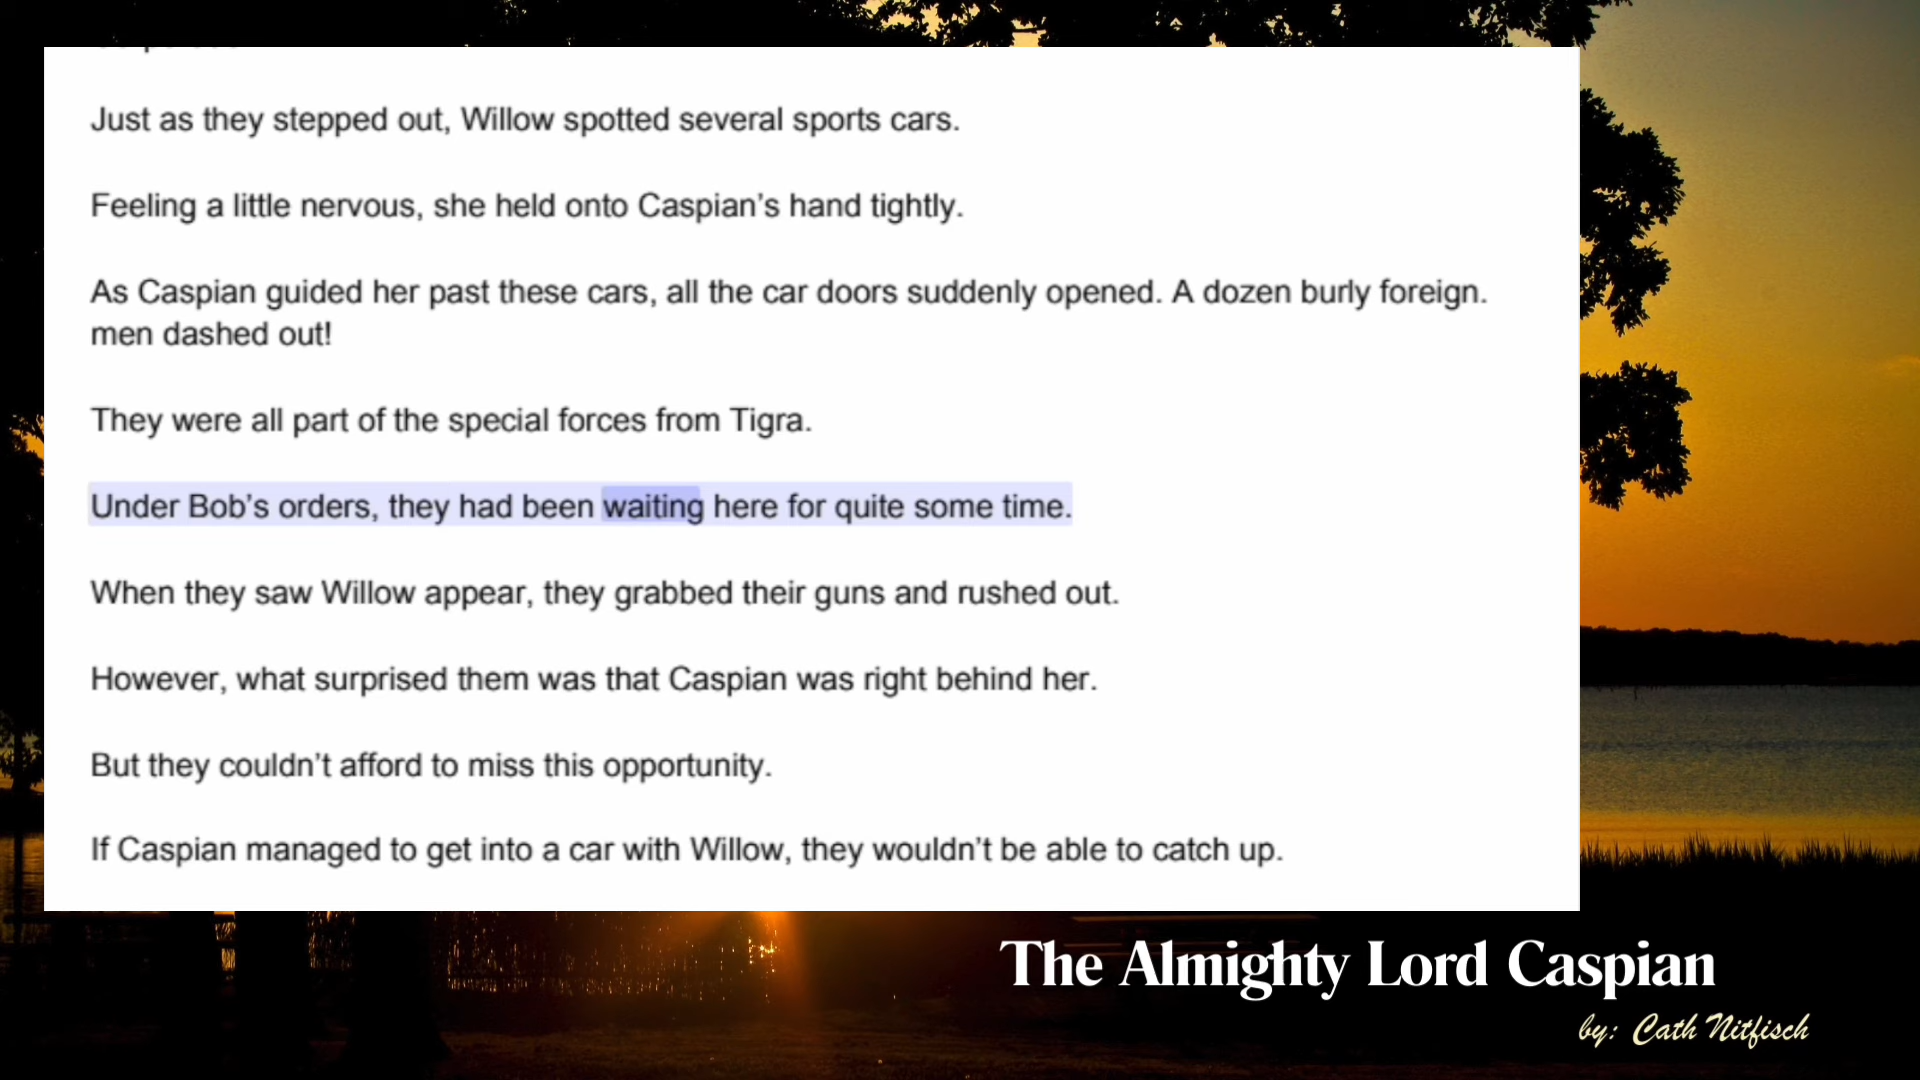 Just as they stepped out, Willow spotted several sports cars.
Feeling a little nervous, she held onto Caspian’s hand tightly.
As Caspian guided her past these cars, all the car doors suddenly opened. A dozen burly foreign.
men dashed out!
They were all part of the special forces from Tigra.
Under Bob’s orders, they had been waiting here for quite some time.
When they saw Willow appear, they grabbed their guns and rushed out.
However, what surprised them was that Caspian was right behind her.
But they couldn’t afford to miss this opportunity.
If Caspian managed to get into a car with Willow, they wouldn’t be able to catch up.
The Almighty Lord Caspian
by: Cath Nitfisch